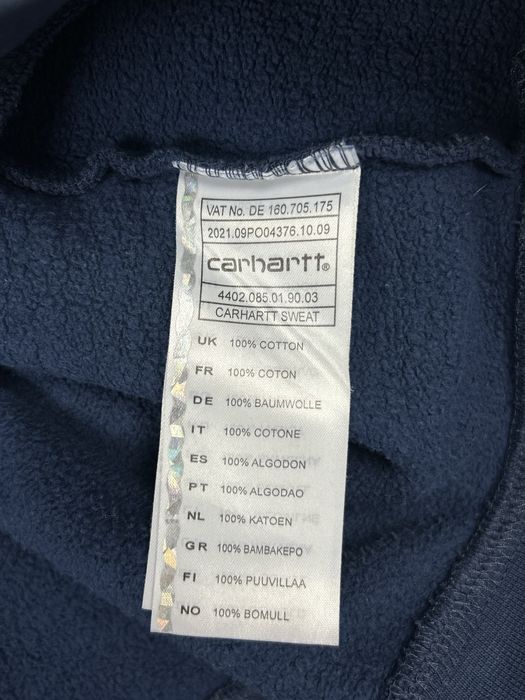 VAT No. DE 160.705.175
2021.09PO04376.10.09
carhartt®
4402.085.01.90.03
CARHARTT SWEAT
UK 100% COTTON
FR 100% COTON
DE 100% BAUMWOLLE
IT 100% COTONE
ES 100% ALGODON
PT 100% ALGODAO
NL 100% KATOEN
GR 100% BAMBAKEPO
FI 100% PUUVILLAA
NO 100% BOMULL